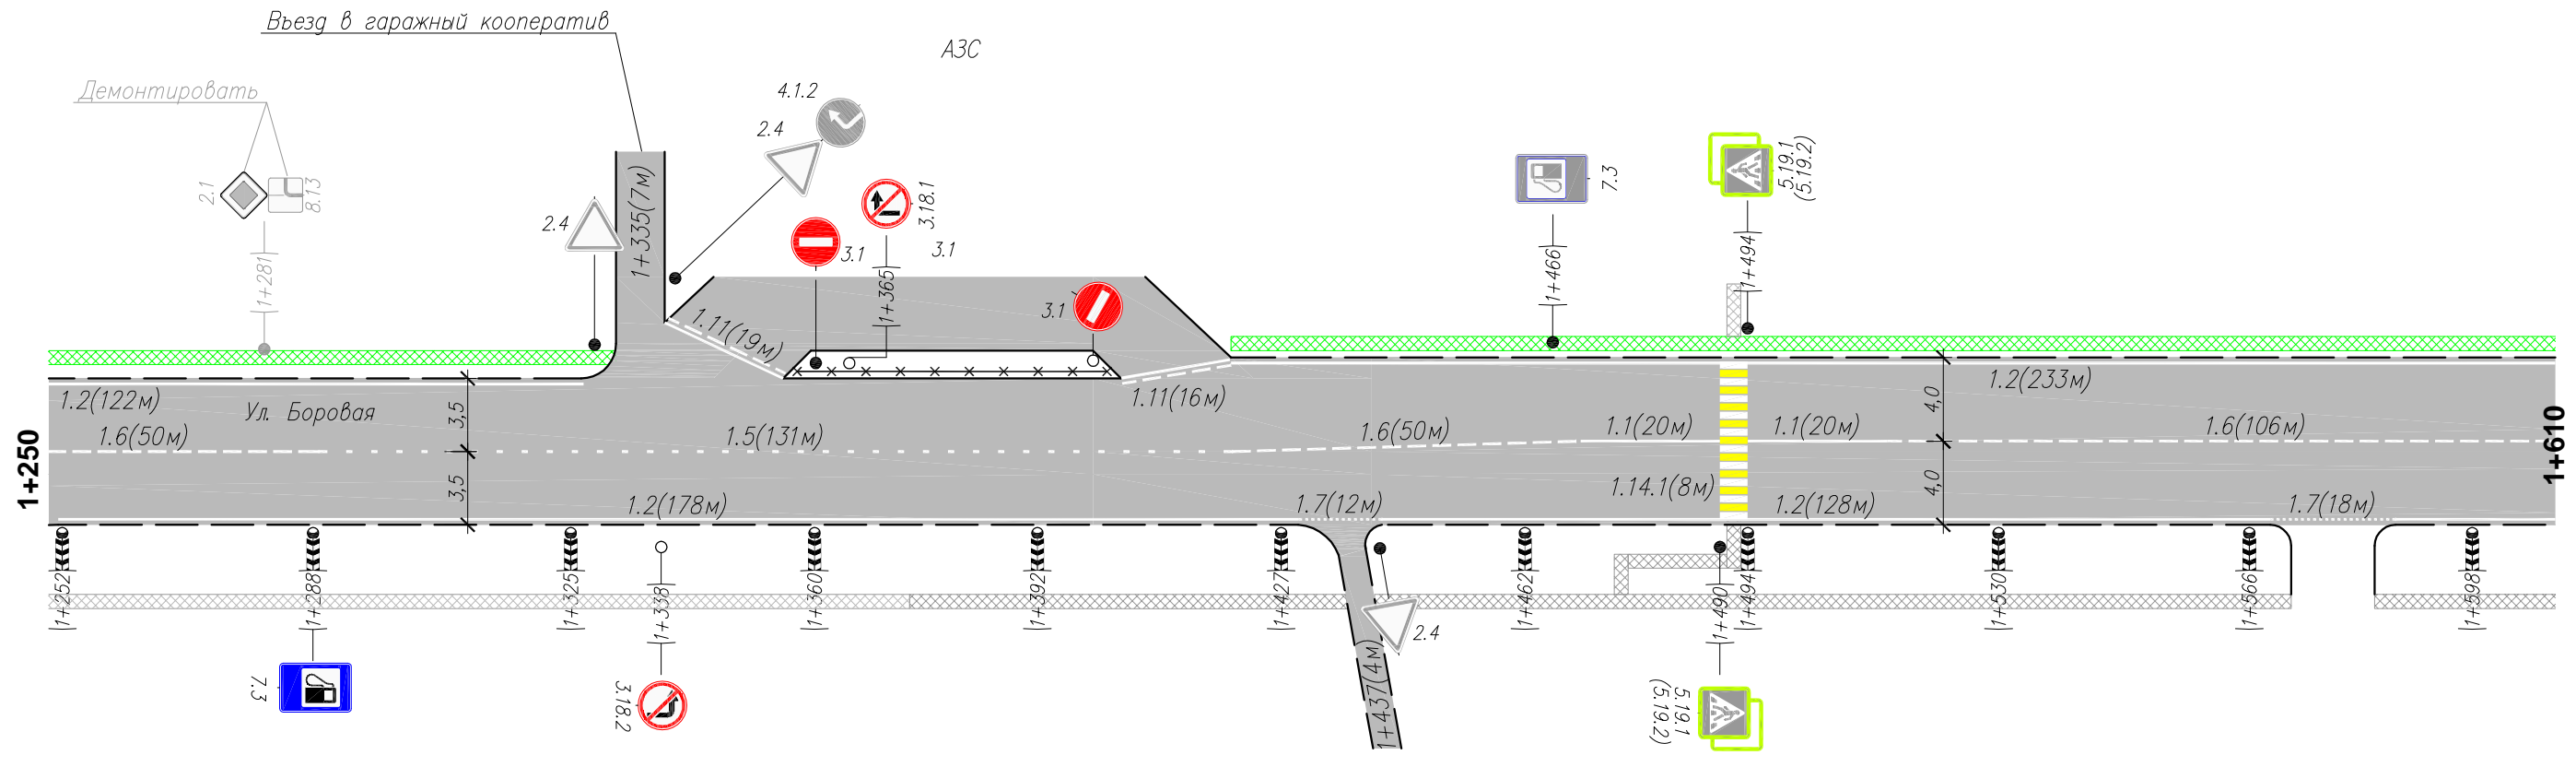 Въезд в гаражный кооператив
АЗС
Демонтировать
4.1.2
2.4
2.1
8.13
1+281
2.4
1+335(7м)
3.1
3.18.1
3.1
1+365
3.1
7.3
1+466
5.19.1
(5.19.2)
1+494
1.11(19м)
1.11(16м)
1.2(122м)
Ул. Боровая
3,5
1.2(233м)
4,0
1+250
1.6(50м)
1.5(131м)
1.6(50м)
1.1(20м)
1.1(20м)
1.6(106м)
1+610
3,5
1.2(178м)
1.7(12м)
1.14.1(8м)
1.2(128м)
4,0
1.7(18м)
1+252
1+288
1+325
1+338
1+360
1+392
1+427
1+462
1+490
1+494
1+530
1+566
1+598
2.4
1+437(4м)
7.3
3.18.2
5.19.1
(5.19.2)